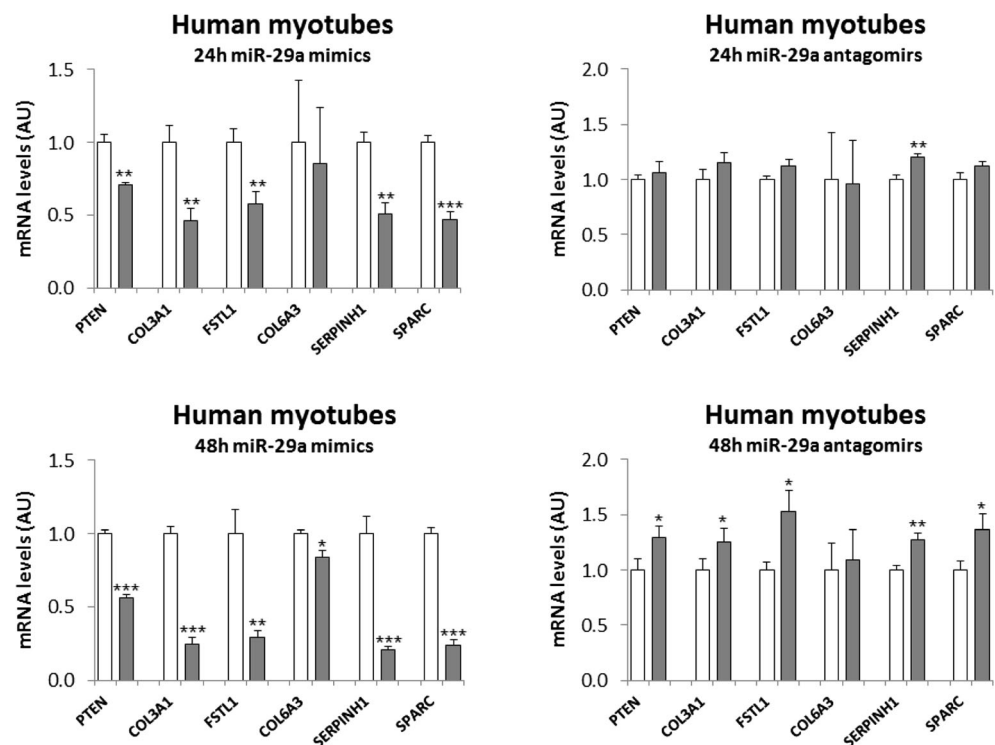 Human myotubes
24h miR-29a mimics
mRNA levels (AU)
1.5
1.0
0.5
0.0
**
**
**
**
***
PTEN
COL3A1
FSTL1
COL6A3
SERPINH1
SPARC
Human myotubes
24h miR-29a antagomirs
mRNA levels (AU)
2.0
1.5
1.0
0.5
0.0
**
PTEN
COL3A1
FSTL1
COL6A3
SERPINH1
SPARC
Human myotubes
48h miR-29a mimics
mRNA levels (AU)
1.5
1.0
0.5
0.0
***
***
**
*
***
***
PTEN
COL3A1
FSTL1
COL6A3
SERPINH1
SPARC
Human myotubes
48h miR-29a antagomirs
mRNA levels (AU)
2.0
1.5
1.0
0.5
0.0
*
*
*
**
*
PTEN
COL3A1
FSTL1
COL6A3
SERPINH1
SPARC